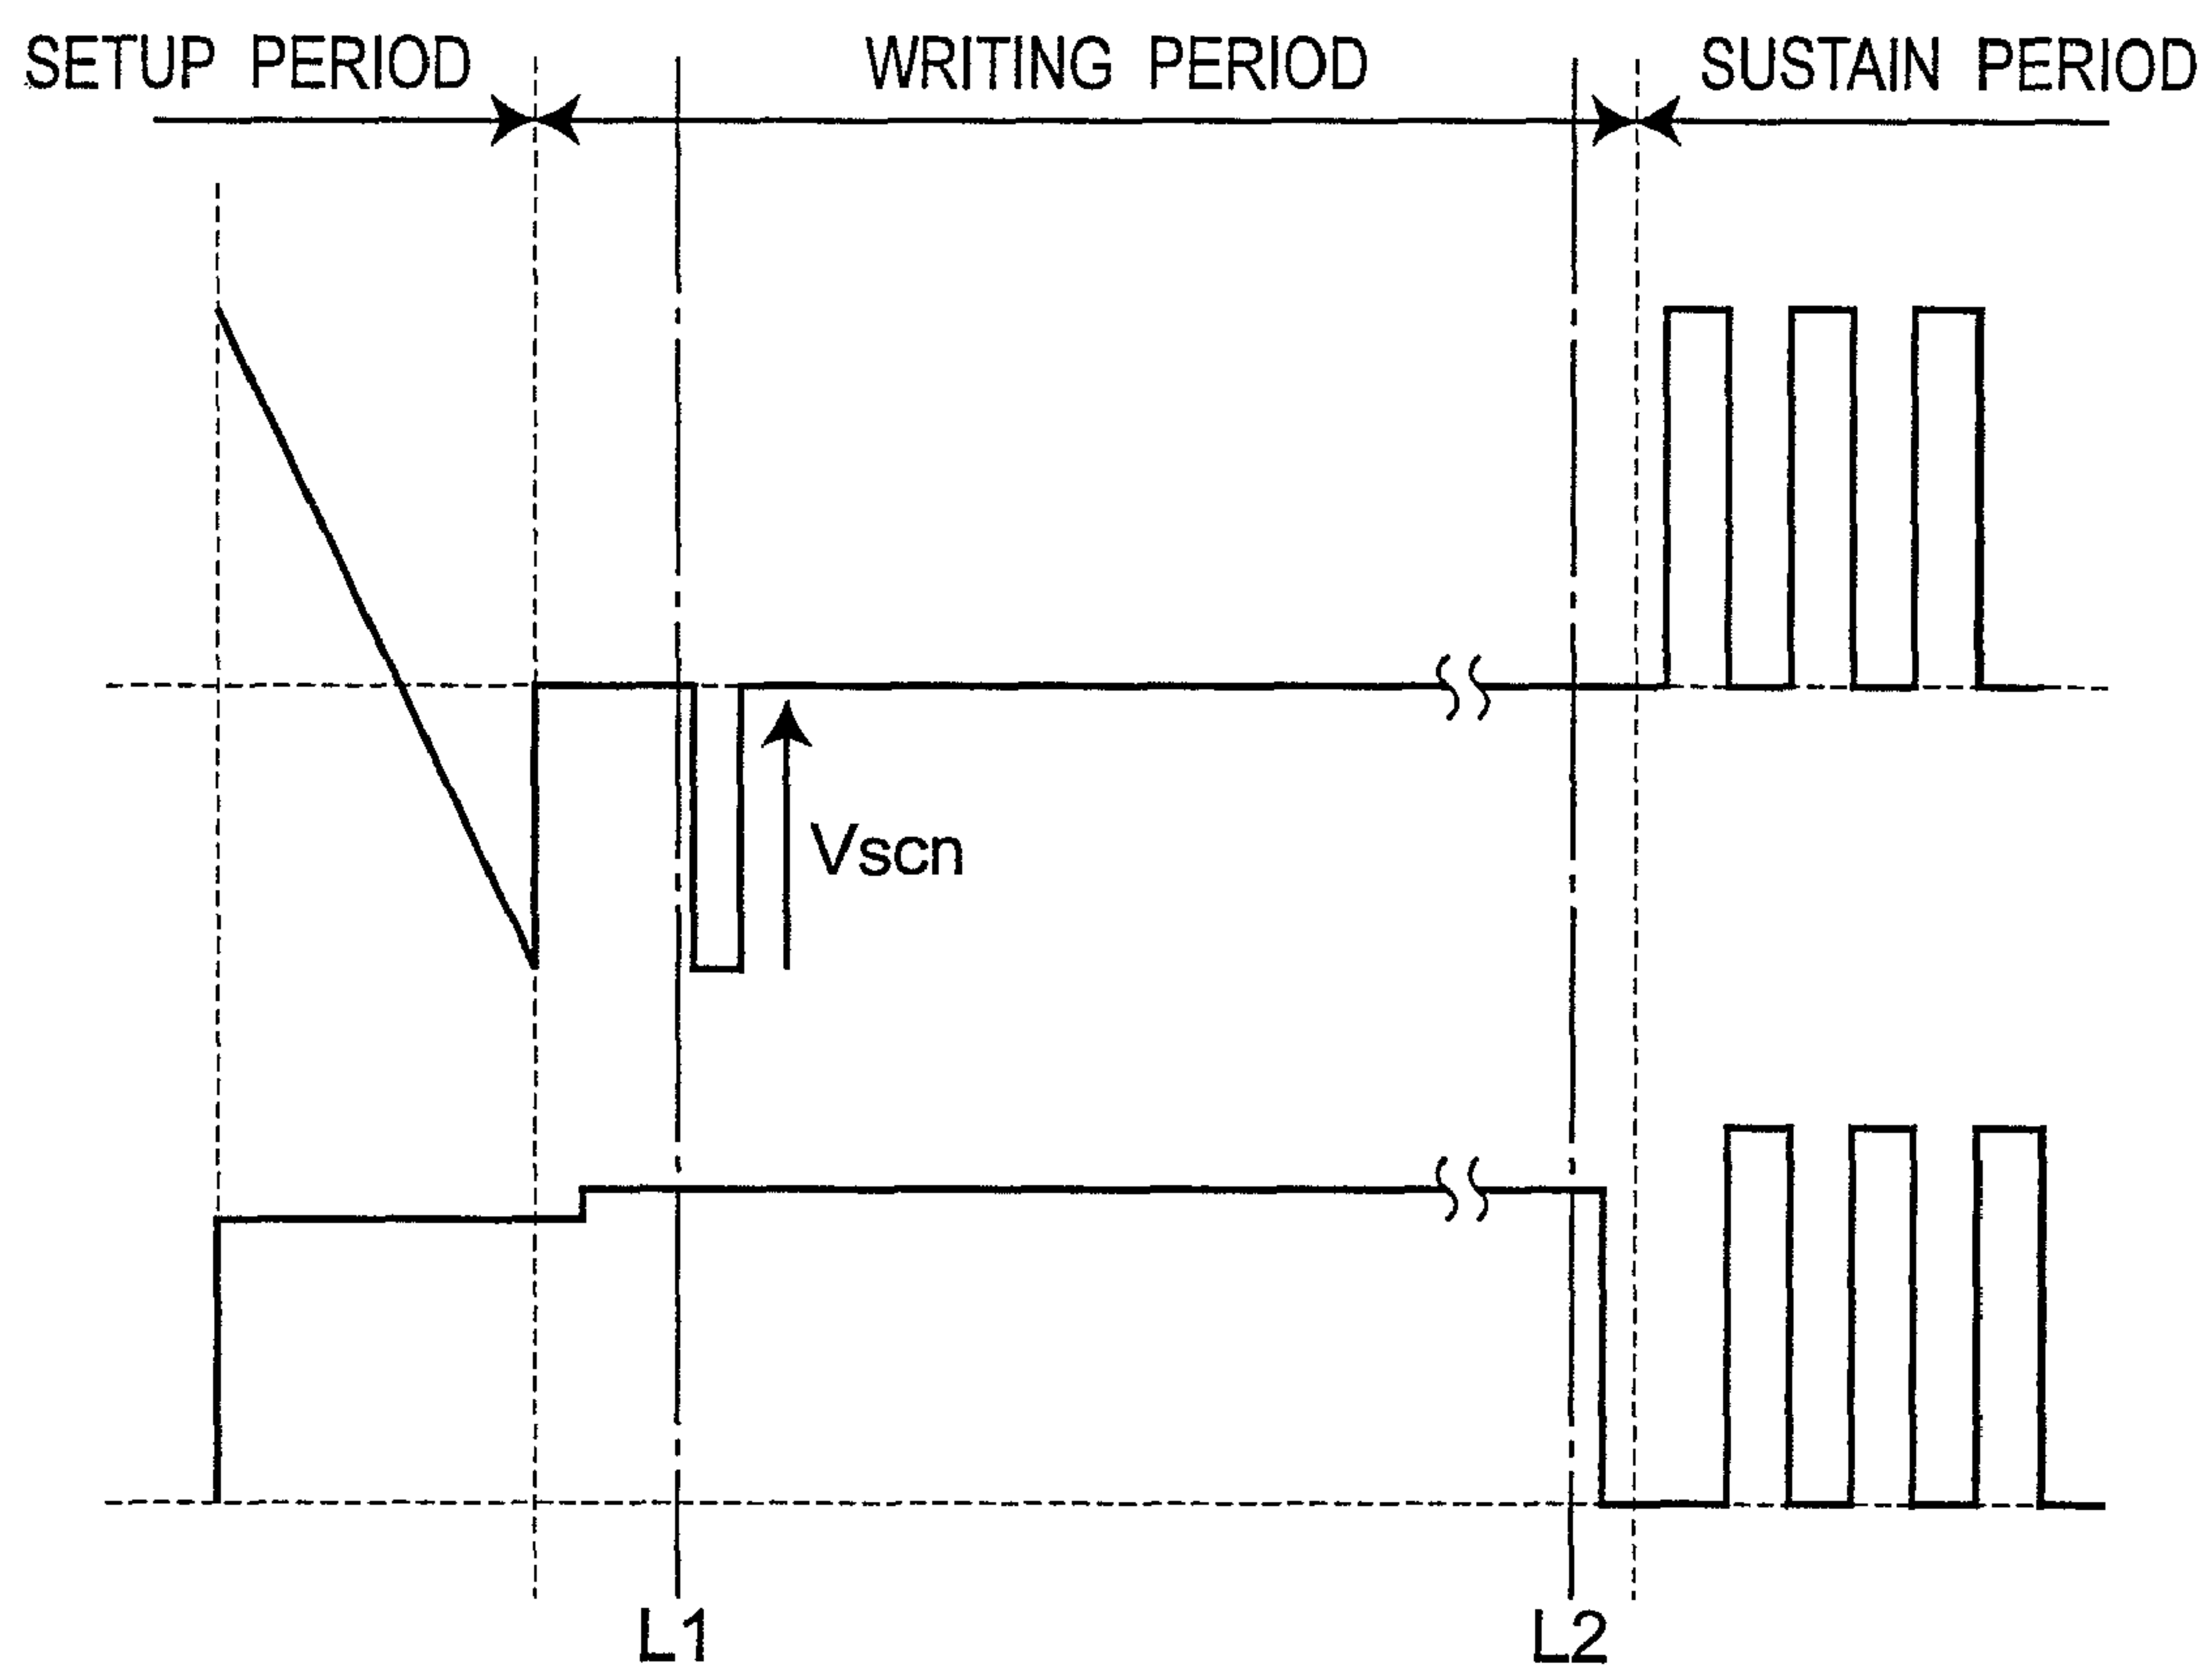 SETUP PERIOD WRITING PERIOD SUSTAIN PERIOD
Vscn
L1 L2